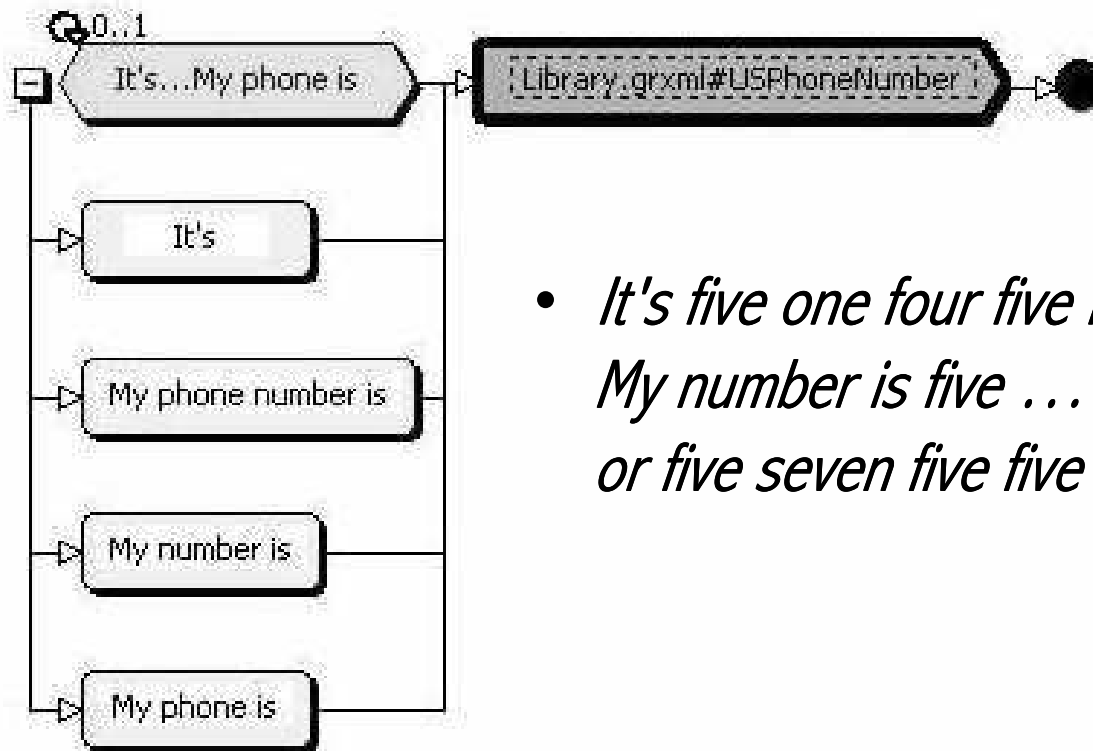 0..1
It's...My phone is
Library.grxml#USPhoneNumber
It's
My phone number is
My number is
My phone is
• It's five one four five
My number is five ...
or five seven five five